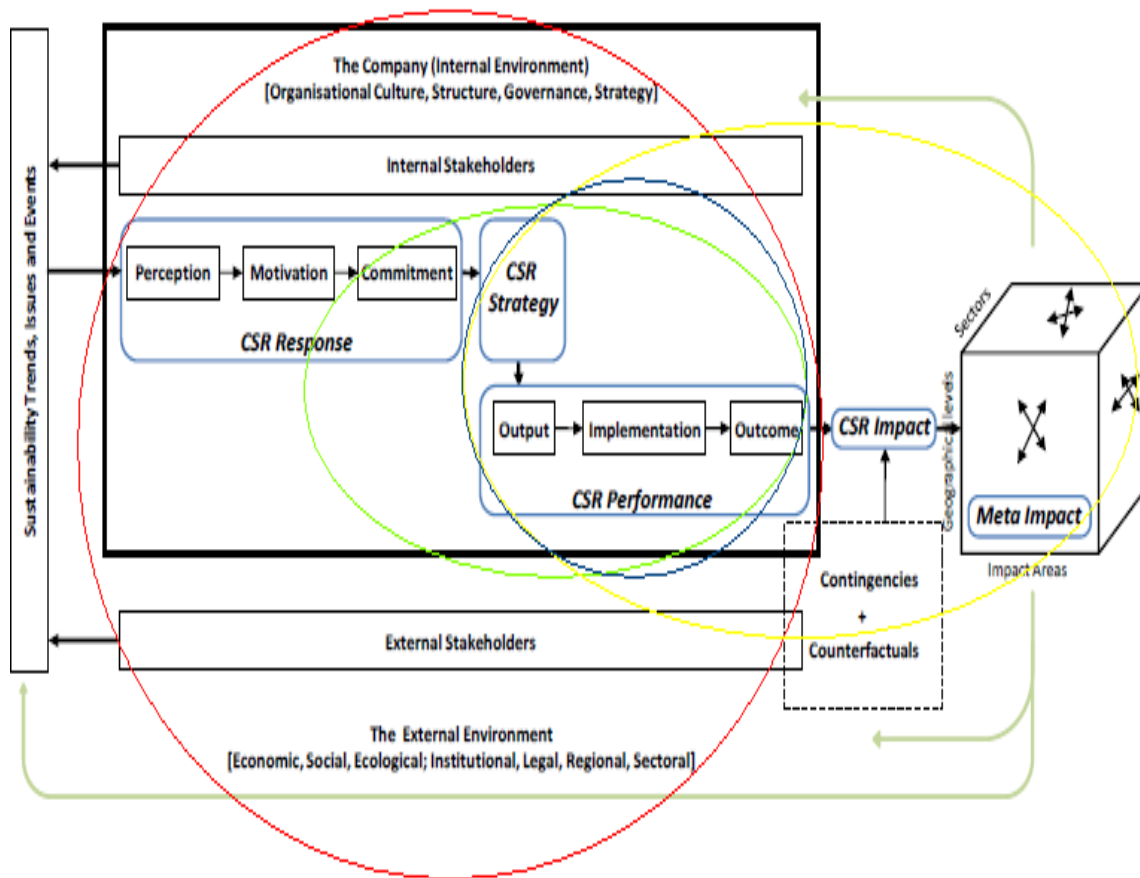 The Company (Internal Environment)
[Organisational Culture, Structure, Governance, Strategy]
Internal Stakeholders
Sustainability Trends, Issues and Events
Perception
Motivation
Commitment
CSR Response
CSR
Strategy
Output
Implementation
Outcome
CSR Performance
CSR Impact
Sectors
Geographical levels
Meta Impact
Impact Areas
Contingencies
+
Counterfactuals
External Stakeholders
The External Environment
[Economic, Social, Ecological; Institutional, Legal, Regional, Sectoral]